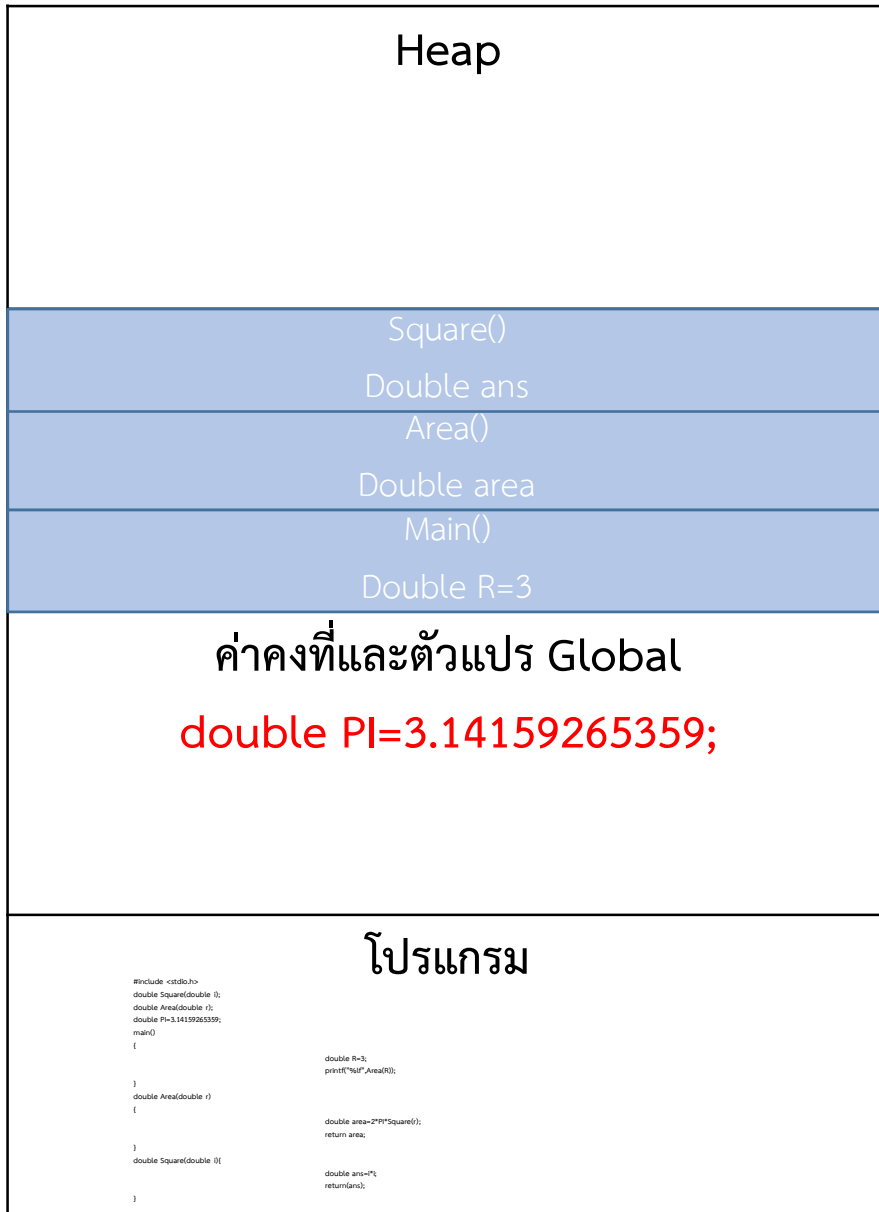 Heap
Square()
Double ans
Area()
Double area
Main()
Double R=3
ค่าคงที่และตัวแปร Global
double PI=3.14159265359;
โปรแกรม
#include <stdio.h>
double Square(double i);
double Area(double r);
double PI=3.14159265359;
main()
{
double R=3;
printf("%lf",Area(R));
}
double Area(double r)
{
double area=2*PI*Square(r);
return area;
}
double Square(double i){
double ans=i*i;
return(ans);
}